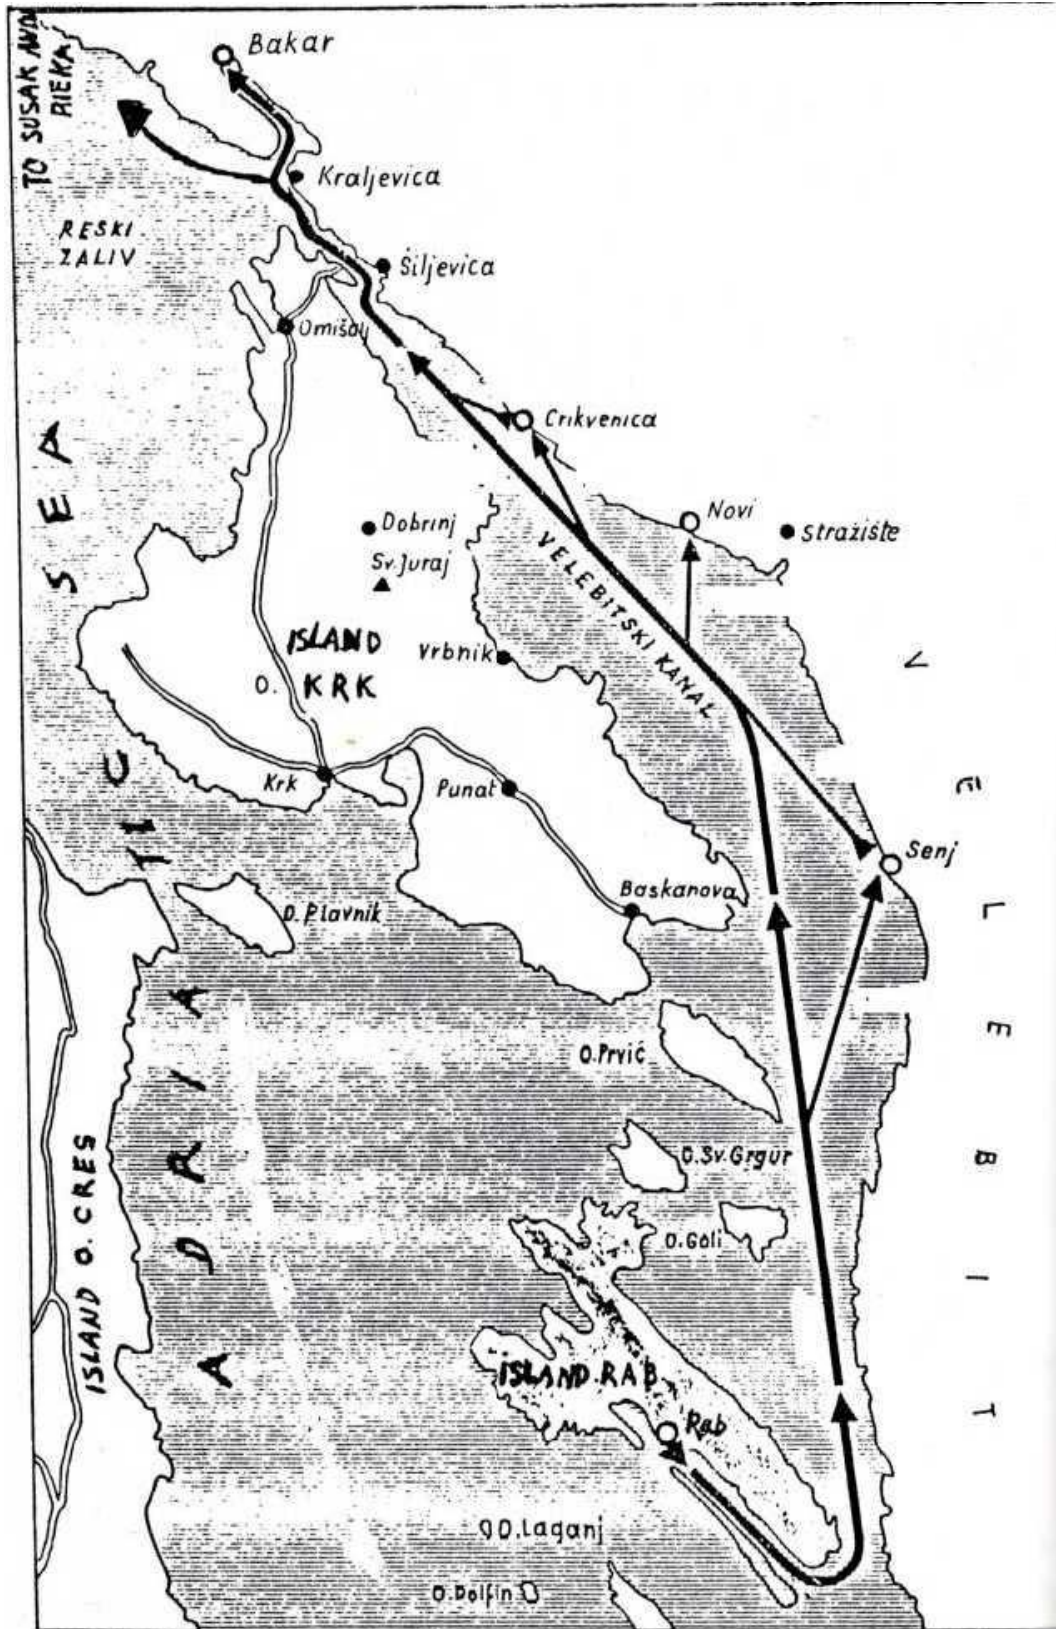 TO SUSAK AND
RIEKA
Bakar
Kraljevica
RESKI
ZALIV
Šiljevica
Omišalj
Crikvenica
Novi
Stražište
Dobrinj
Sv. Juraj
VELEBITSKI KANAL
ISLAND
O. KRK
Vrbnik
Krk
Punat
Senj
Baskanova
O. Plavnik
O. Prvić
O. Sv. Grgur
O. Goli
ISLAND O. CRES
ADRIATIC SEA
VELEBIT
ISLAND RAB
Rab
O. Laganj
O. Dolfin